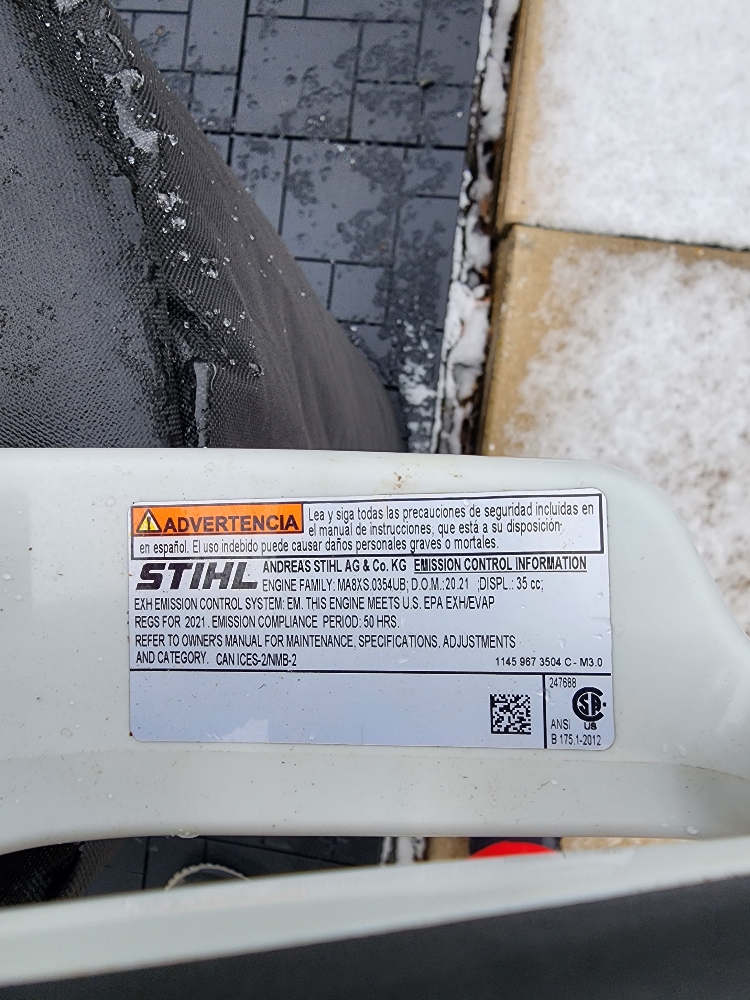 ADVERTENCIA
Lea y siga todas las precauciones de seguridad incluidas en
el manual de instrucciones, que está a su disposición
en español. El uso indebido puede causar daños personales graves o mortales.
STIHL
ANDREAS STIHL AG & Co. KG EMISSION CONTROL INFORMATION
ENGINE FAMILY: MA8XS.0354UB; D.O.M.:20.21 ;DISPL.: 35 cc;
EXH EMISSION CONTROL SYSTEM: EM. THIS ENGINE MEETS U.S. EPA EXH/EVAP
REGS FOR 2021. EMISSION COMPLIANCE PERIOD: 50 HRS.
REFER TO OWNER'S MANUAL FOR MAINTENANCE, SPECIFICATIONS, ADJUSTMENTS
AND CATEGORY. CAN ICES-2/NMB-2
1145 967 3504 C - M3.0
247688
SA
ANSI US
B 175.1-2012